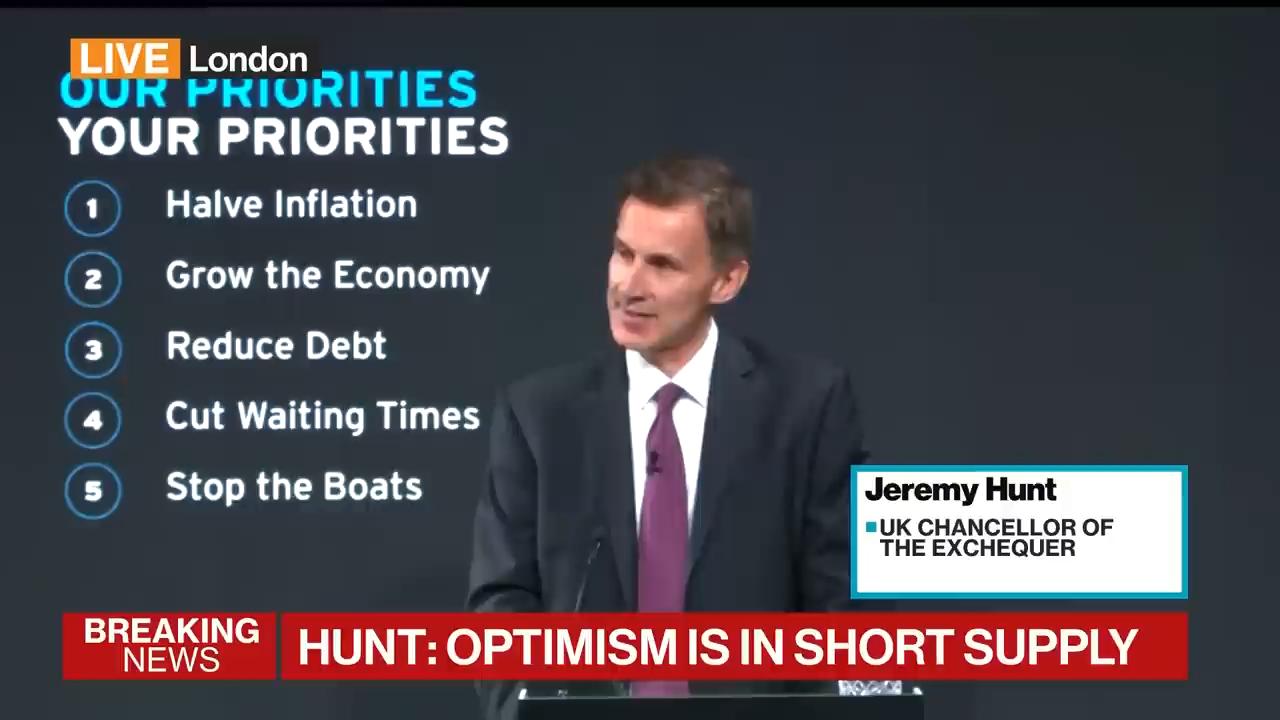 LIVE London
OUR PRIORITIES
YOUR PRIORITIES
1 Halve Inflation
2 Grow the Economy
3 Reduce Debt
4 Cut Waiting Times
5 Stop the Boats
Jeremy Hunt
UK CHANCELLOR OF
THE EXCHEQUER
BREAKING
NEWS
HUNT: OPTIMISM IS IN SHORT SUPPLY